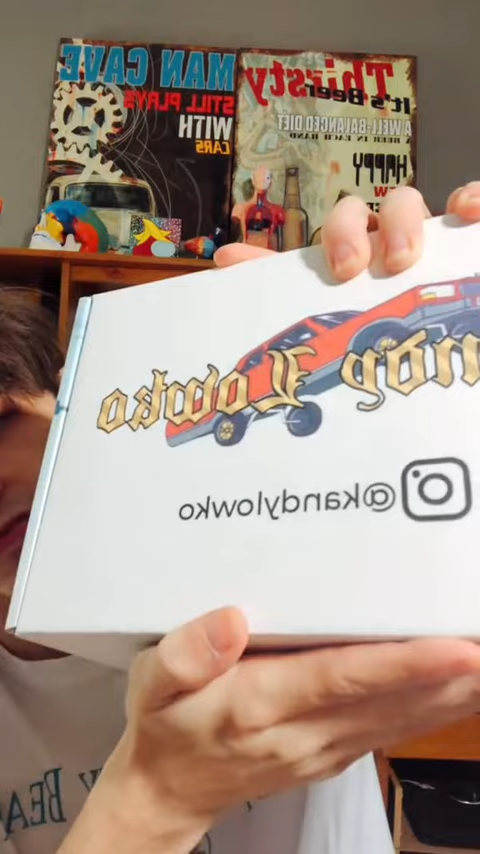 MAN CAVE
STILL PLAYS
WITH
CARS
Thirsty
It's Beer
A WELL-BALANCED DIET
A BEER IN EACH HAND
HAPPY
Lowko
@kandylowko
BEA